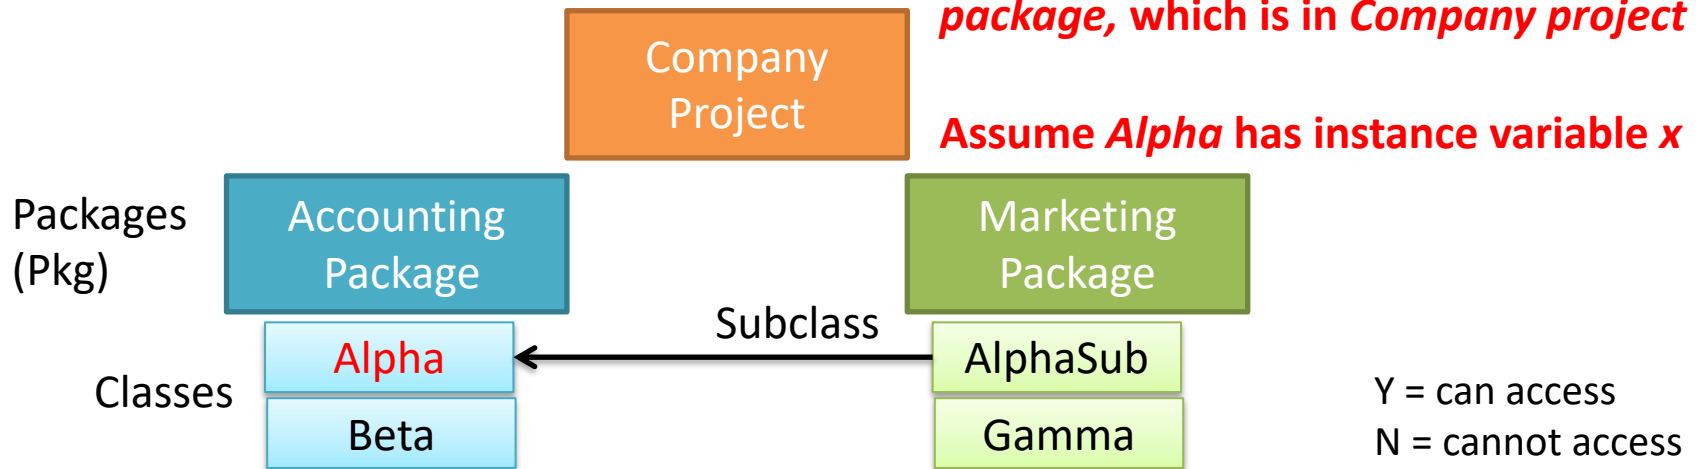 package, which is in Company project
Company
Project
Assume Alpha has instance variable x
Packages
(Pkg)
Accounting
Package
Marketing
Package
Subclass
Classes
Alpha
AlphaSub
Beta
Gamma
Y = can access
N = cannot access